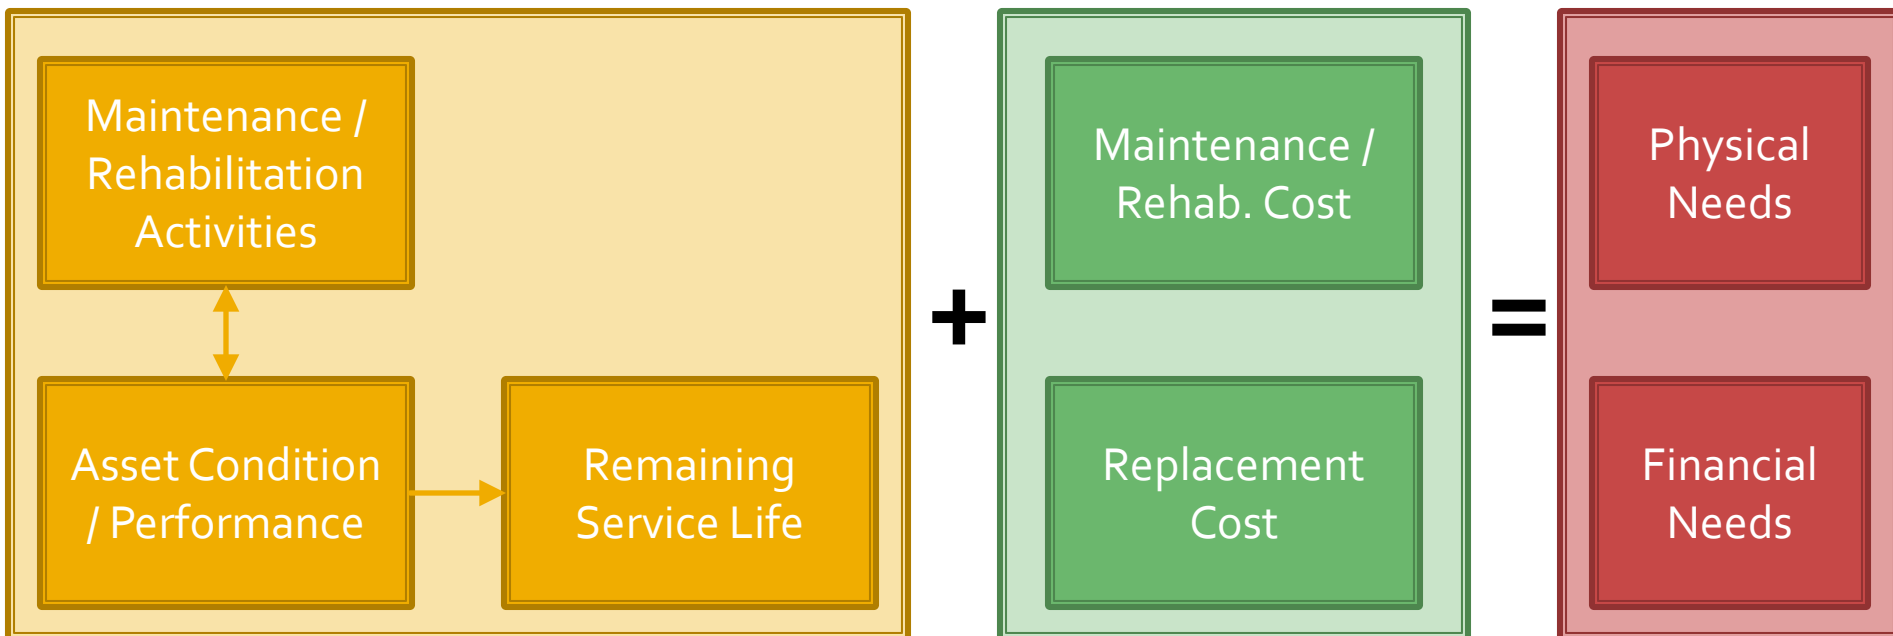 Maintenance /
Rehabilitation
Activities
Asset Condition
/ Performance
Remaining
Service Life
+
Maintenance /
Rehab. Cost
Replacement
Cost
=
Physical
Needs
Financial
Needs